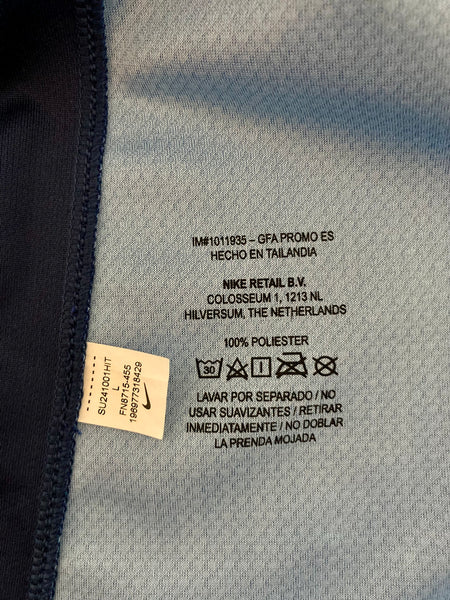 IM#1011935 – GFA PROMO ES
HECHO EN TAILANDIA
NIKE RETAIL B.V.
COLOSSEUM 1, 1213 NL
HILVERSUM, THE NETHERLANDS
100% POLIESTER
30
LAVAR POR SEPARADO / NO
USAR SUAVIZANTES / RETIRAR
INMEDIATAMENTE / NO DOBLAR
LA PRENDA MOJADA
SU241001HIT
L
FN8715-455
196977318429